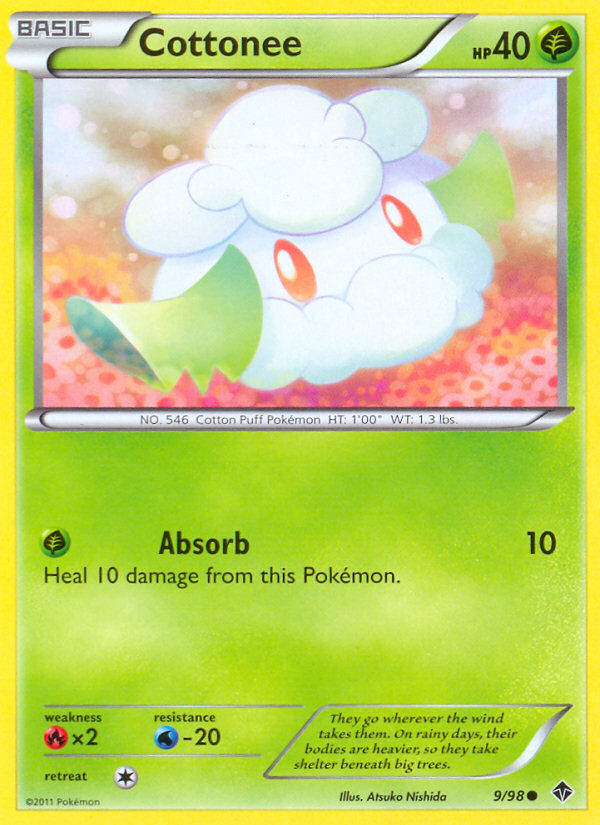 BASIC
Cottonee
HP40
NO. 546 Cotton Puff Pokémon HT: 1'00" WT: 1.3 lbs.
Absorb 10
Heal 10 damage from this Pokémon.
weakness resistance
×2 -20
retreat
They go wherever the wind
takes them. On rainy days, their
bodies are heavier, so they take
shelter beneath big trees.
©2011 Pokémon
Illus. Atsuko Nishida
9/98